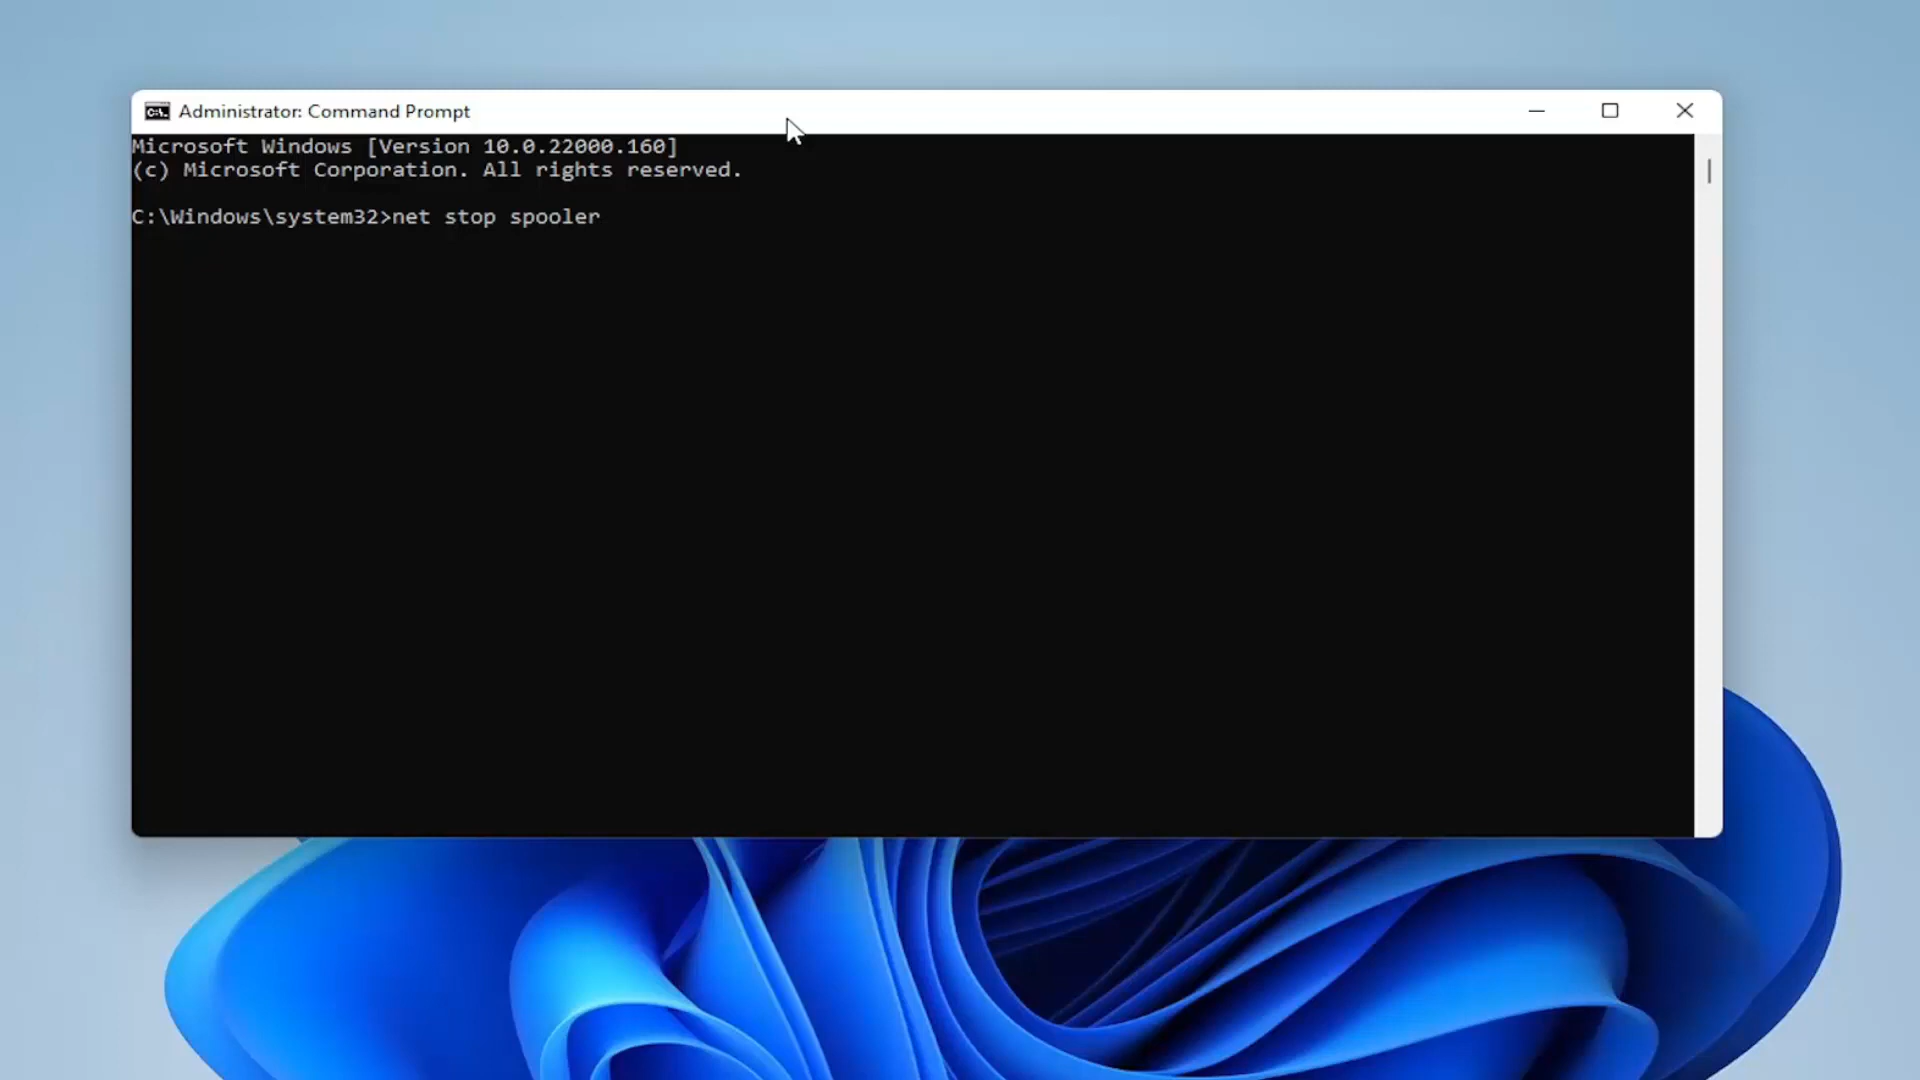 Administrator: Command Prompt
Microsoft Windows [Version 10.0.22000.160]
(c) Microsoft Corporation. All rights reserved.
C:\Windows\system32>net stop spooler